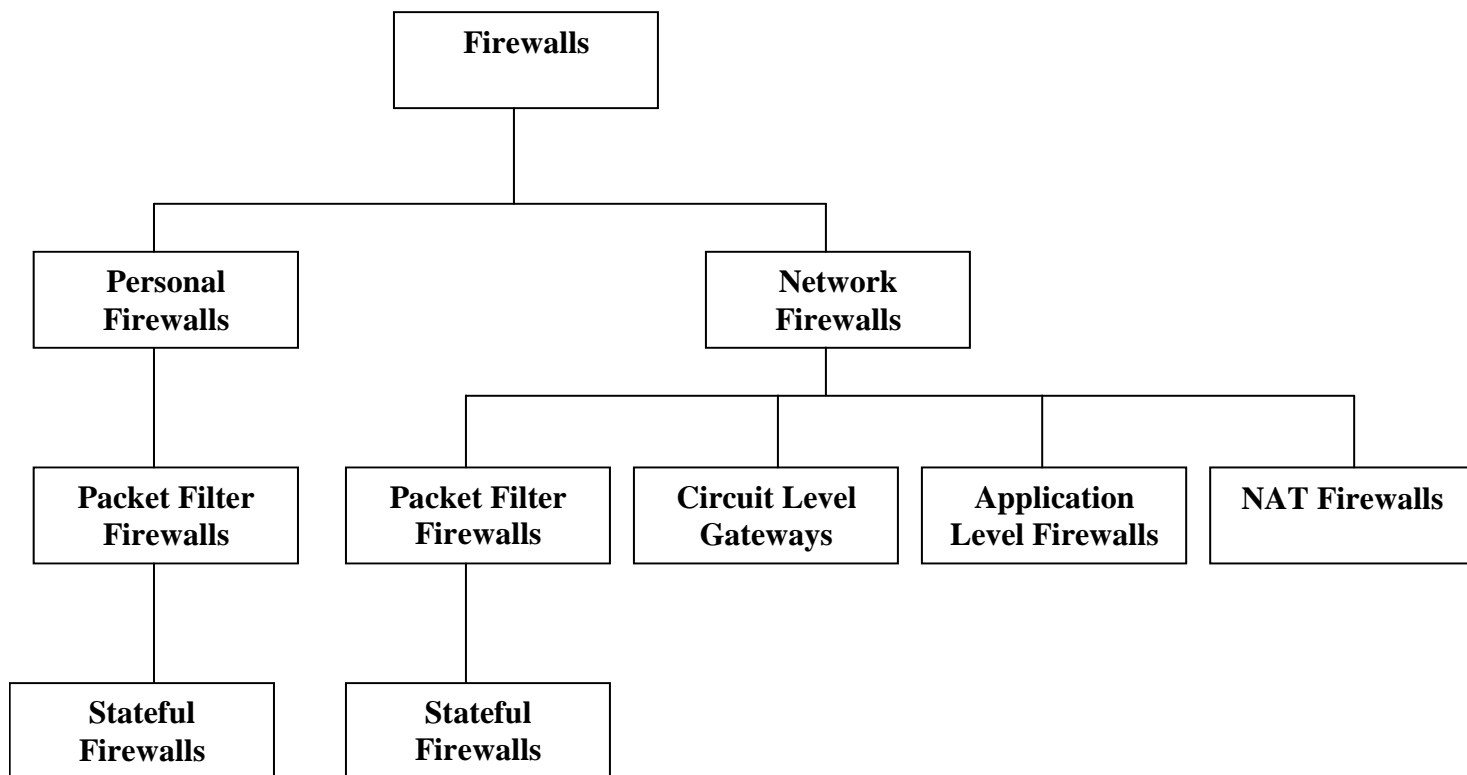 Firewalls
Personal
Firewalls
Network
Firewalls
Packet Filter
Firewalls
Packet Filter
Firewalls
Circuit Level
Gateways
Application
Level Firewalls
NAT Firewalls
Stateful
Firewalls
Stateful
Firewalls